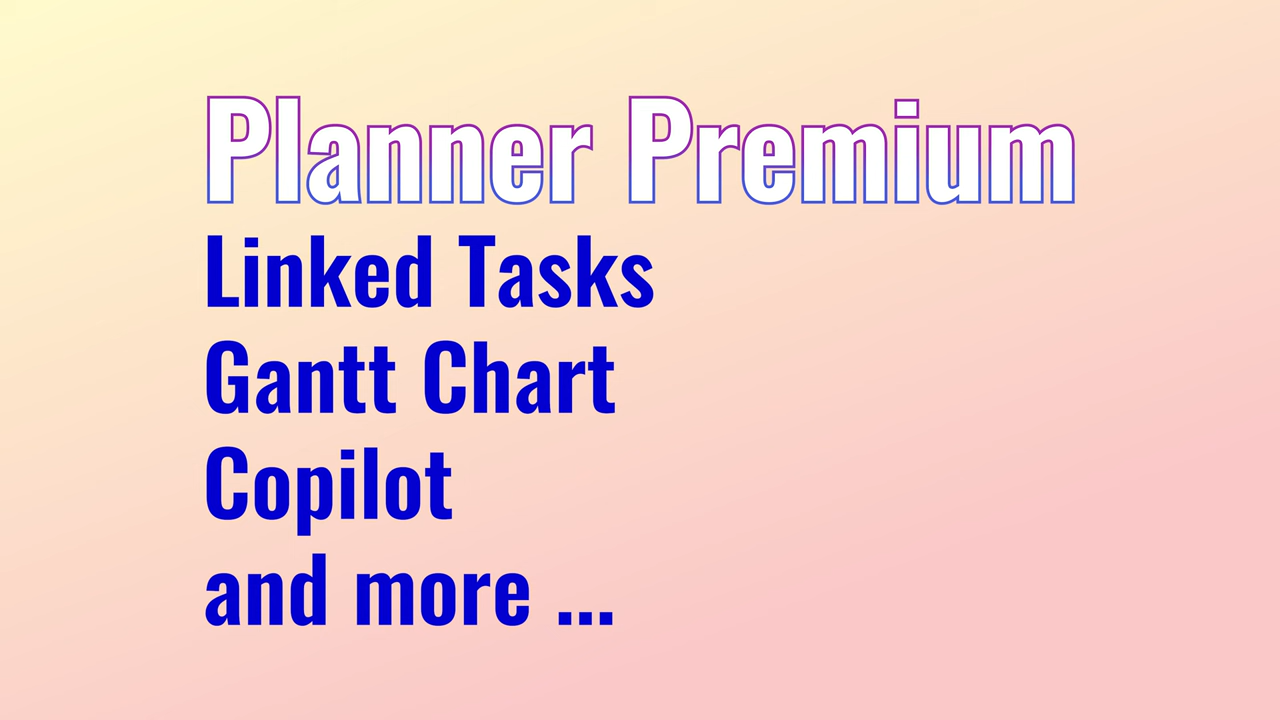 Planner Premium
Linked Tasks
Gantt Chart
Copilot
and more ...